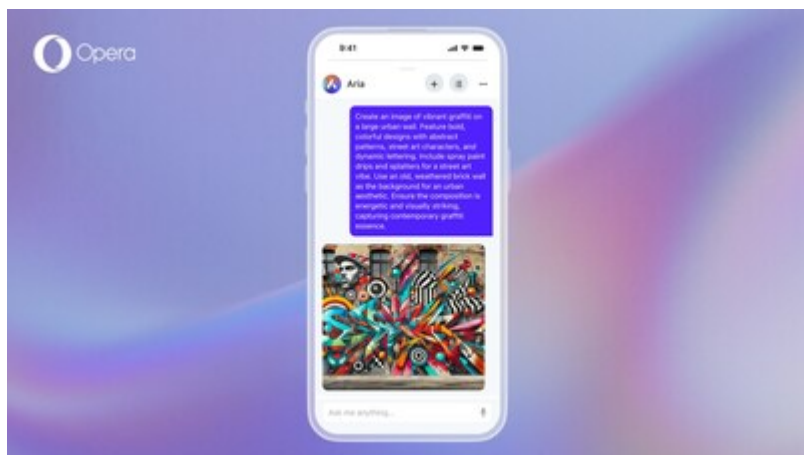 Opera
9:41
Aria
Create an image of vibrant graffiti on
a large urban wall. Feature bold,
colorful designs with abstract
patterns, street art characters, and
dynamic lettering. Include spray paint
drips and splatters for a street art
vibe. Use an old, weathered brick wall
as the background for an urban
aesthetic. Ensure the composition is
energetic and visually striking,
capturing contemporary graffiti
essence.
Ask me anything...